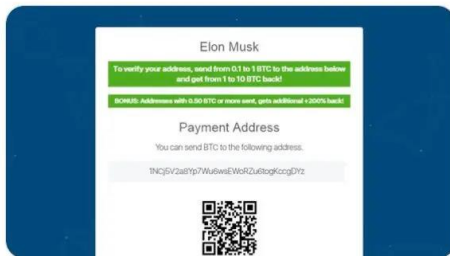 Elon Musk
To verify your address, send from 0.1 to 1 BTC to the address below
and get from 1 to 10 BTC back!
BONUS: Addresses with 0.50 BTC or more sent, gets additional +200% back!
Payment Address
You can send BTC to the following address.
1NCj5V2a8Yp7Wu6wsEWoRZu6togKccgDYz